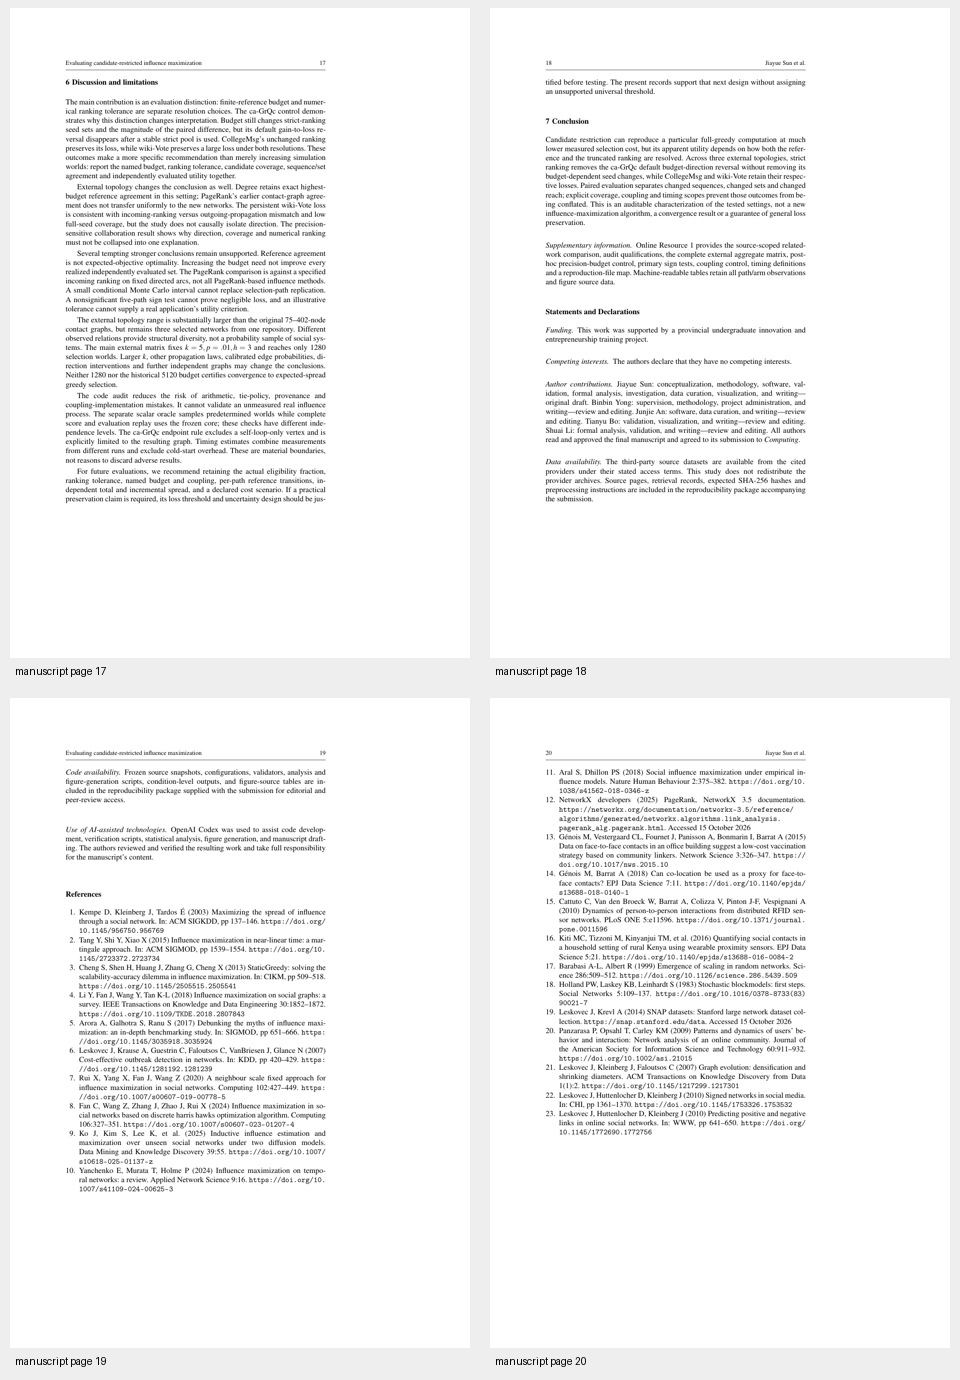 Evaluating candidate-restricted influence maximization 17
6 Discussion and limitations
The main contribution is an evaluation distinction: finite-reference budget and numer-
ical ranking tolerance are separate resolution choices. The ca-GrQc control demon-
strates why this distinction changes interpretation. Budget still changes strict-ranking
seed sets and the magnitude of the paired difference, but its default gain-to-loss re-
versal disappears after a stable strict pool is used. CollegeMsg's unchanged ranking
preserves its loss, while wiki-Vote preserves a large loss under both resolutions. These
outcomes make a more specific recommendation than merely increasing simulation
worlds: report the named budget, ranking tolerance, candidate coverage, sequence/set
agreement and independently evaluated utility together.
External topology changes the conclusion as well. Degree retains exact highest-
budget reference agreement in this setting; PageRank's earlier contact-graph agree-
ment does not transfer uniformly to the new networks. The persistent wiki-Vote loss
is consistent with incoming-ranking versus outgoing-propagation mismatch and low
full-seed coverage, but the study does not causally isolate direction. The precision-
sensitive collaboration result shows why direction, coverage and numerical ranking
must not be collapsed into one explanation.
Several tempting stronger conclusions remain unsupported. Reference agreement
is not expected-objective optimality. Increasing the budget need not improve every
realized independently evaluated set. The PageRank comparison is against a specified
incoming ranking on fixed directed arcs, not all PageRank-based influence methods.
A small conditional Monte Carlo interval cannot replace selection-path replication.
A nonsignificant five-path sign test cannot prove negligible loss, and an illustrative
tolerance cannot supply a real application's utility criterion.
The external topology range is substantially larger than the original 75–402-node
contact graphs, but remains three selected networks from one repository. Different
observed relations provide structural diversity, not a probability sample of social sys-
tems. The main external matrix fixes k = 5, p = .01, h = 3 and reaches only 1280
selection worlds. Larger k, other propagation laws, calibrated edge probabilities, di-
rection interventions and further independent graphs may change the conclusions.
Neither 1280 nor the historical 5120 budget certifies convergence to expected-spread
greedy selection.
The code audit reduces the risk of arithmetic, tie-policy, provenance and
coupling-implementation mistakes. It cannot validate an unmeasured real influence
process. The separate scalar oracle samples predetermined worlds while complete
score and evaluation replay uses the frozen core; these checks have different inde-
pendence levels. The ca-GrQc endpoint rule excludes a self-loop-only vertex and is
explicitly limited to the resulting graph. Timing estimates combine measurements
from different runs and exclude cold-start overhead. These are material boundaries,
not reasons to discard adverse results.
For future evaluations, we recommend retaining the actual eligibility fraction,
ranking tolerance, named budget and coupling, per-path reference transitions, in-
dependent total and incremental spread, and a declared cost scenario. If a practical
preservation claim is required, its loss threshold and uncertainty design should be jus-
manuscript page 17
18 Jiayue Sun et al.
tified before testing. The present records support that next design without assigning
an unsupported universal threshold.
7 Conclusion
Candidate restriction can reproduce a particular full-greedy computation at much
lower measured selection cost, but its apparent utility depends on how both the refer-
ence and the truncated ranking are resolved. Across three external topologies, strict
ranking removes the ca-GrQc default budget-direction reversal without removing its
budget-dependent seed changes, while CollegeMsg and wiki-Vote retain their respec-
tive losses. Paired evaluation separates changed sequences, changed sets and changed
reach; explicit coverage, coupling and timing scopes prevent those outcomes from be-
ing conflated. This is an auditable characterization of the tested settings, not a new
influence-maximization algorithm, a convergence result or a guarantee of general loss
preservation.
Supplementary information. Online Resource 1 provides the source-scoped related-
work comparison, audit qualifications, the complete external aggregate matrix, post-
hoc precision-budget control, primary sign tests, coupling control, timing definitions
and a reproduction-file map. Machine-readable tables retain all path/arm observations
and figure source data.
Statements and Declarations
Funding. This work was supported by a provincial undergraduate innovation and
entrepreneurship training project.
Competing interests. The authors declare that they have no competing interests.
Author contributions. Jiayue Sun: conceptualization, methodology, software, val-
idation, formal analysis, investigation, data curation, visualization, and writing—
original draft. Binbin Yong: supervision, methodology, project administration, and
writing—review and editing. Junjie An: software, data curation, and writing—review
and editing. Tianyu Bo: validation, visualization, and writing—review and editing.
Shuai Li: formal analysis, validation, and writing—review and editing. All authors
read and approved the final manuscript and agreed to its submission to Computing.
Data availability. The third-party source datasets are available from the cited
providers under their stated access terms. This study does not redistribute the
provider archives. Source pages, retrieval records, expected SHA-256 hashes and
preprocessing instructions are included in the reproducibility package accompanying
the submission.
manuscript page 18
Evaluating candidate-restricted influence maximization 19
Code availability. Frozen source snapshots, configurations, validators, analysis and
figure-generation scripts, condition-level outputs, and figure-source tables are in-
cluded in the reproducibility package supplied with the submission for editorial and
peer-review access.
Use of AI-assisted technologies. OpenAI Codex was used to assist code develop-
ment, verification scripts, statistical analysis, figure generation, and manuscript draft-
ing. The authors reviewed and verified the resulting work and take full responsibility
for the manuscript's content.
References
1. Kempe D, Kleinberg J, Tardos É (2003) Maximizing the spread of influence
through a social network. In: ACM SIGKDD, pp 137–146. https://doi.org/
10.1145/956750.956769
2. Tang Y, Shi Y, Xiao X (2015) Influence maximization in near-linear time: a mar-
tingale approach. In: ACM SIGMOD, pp 1539–1554. https://doi.org/10.
1145/2723372.2723734
3. Cheng S, Shen H, Huang J, Zhang G, Cheng X (2013) StaticGreedy: solving the
scalability-accuracy dilemma in influence maximization. In: CIKM, pp 509–518.
https://doi.org/10.1145/2505515.2505541
4. Li Y, Fan J, Wang Y, Tan K-L (2018) Influence maximization on social graphs: a
survey. IEEE Transactions on Knowledge and Data Engineering 30:1852–1872.
https://doi.org/10.1109/TKDE.2018.2807843
5. Arora A, Galhotra S, Ranu S (2017) Debunking the myths of influence maxi-
mization: an in-depth benchmarking study. In: SIGMOD, pp 651–666. https:
//doi.org/10.1145/3035918.3035924
6. Leskovec J, Krause A, Guestrin C, Faloutsos C, VanBriesen J, Glance N (2007)
Cost-effective outbreak detection in networks. In: KDD, pp 420–429. https:
//doi.org/10.1145/1281192.1281239
7. Rui X, Yang X, Fan J, Wang Z (2020) A neighbour scale fixed approach for
influence maximization in social networks. Computing 102:427–449. https:
//doi.org/10.1007/s00607-019-00778-5
8. Fan C, Wang Z, Zhang J, Zhao J, Rui X (2024) Influence maximization in so-
cial networks based on discrete harris hawks optimization algorithm. Computing
106:327–351. https://doi.org/10.1007/s00607-023-01207-4
9. Ko J, Kim S, Lee K, et al. (2025) Inductive influence estimation and
maximization over unseen social networks under two diffusion models.
Data Mining and Knowledge Discovery 39:55. https://doi.org/10.1007/
s10618-025-01137-z
10. Yanchenko E, Murata T, Holme P (2024) Influence maximization on tempo-
ral networks: a review. Applied Network Science 9:16. https://doi.org/10.
1007/s41109-024-00625-3
manuscript page 19
20 Jiayue Sun et al.
11. Aral S, Dhillon PS (2018) Social influence maximization under empirical in-
fluence models. Nature Human Behaviour 2:375–382. https://doi.org/10.
1038/s41562-018-0346-z
12. NetworkX developers (2025) PageRank, NetworkX 3.5 documentation.
https://networkx.org/documentation/networkx-3.5/reference/
algorithms/generated/networkx.algorithms.link_analysis.
pagerank_alg.pagerank.html. Accessed 15 October 2026
13. Génois M, Vestergaard CL, Fournet J, Panisson A, Bonmarin I, Barrat A (2015)
Data on face-to-face contacts in an office building suggest a low-cost vaccination
strategy based on community linkers. Network Science 3:326–347. https://
doi.org/10.1017/nws.2015.10
14. Génois M, Barrat A (2018) Can co-location be used as a proxy for face-to-
face contacts? EPJ Data Science 7:11. https://doi.org/10.1140/epjds/
s13688-018-0140-1
15. Cattuto C, Van den Broeck W, Barrat A, Colizza V, Pinton J-F, Vespignani A
(2010) Dynamics of person-to-person interactions from distributed RFID sen-
sor networks. PLoS ONE 5:e11596. https://doi.org/10.1371/journal.
pone.0011596
16. Kiti MC, Tizzoni M, Kinyanjui TM, et al. (2016) Quantifying social contacts in
a household setting of rural Kenya using wearable proximity sensors. EPJ Data
Science 5:21. https://doi.org/10.1140/epjds/s13688-016-0084-2
17. Barabasi A-L, Albert R (1999) Emergence of scaling in random networks. Sci-
ence 286:509–512. https://doi.org/10.1126/science.286.5439.509
18. Holland PW, Laskey KB, Leinhardt S (1983) Stochastic blockmodels: first steps.
Social Networks 5:109–137. https://doi.org/10.1016/0378-8733(83)
90021-7
19. Leskovec J, Krevl A (2014) SNAP datasets: Stanford large network dataset col-
lection. https://snap.stanford.edu/data. Accessed 15 October 2026
20. Panzarasa P, Opsahl T, Carley KM (2009) Patterns and dynamics of users' be-
havior and interaction: Network analysis of an online community. Journal of
the American Society for Information Science and Technology 60:911–932.
https://doi.org/10.1002/asi.21015
21. Leskovec J, Kleinberg J, Faloutsos C (2007) Graph evolution: densification and
shrinking diameters. ACM Transactions on Knowledge Discovery from Data
1(1):2. https://doi.org/10.1145/1217299.1217301
22. Leskovec J, Huttenlocher D, Kleinberg J (2010) Signed networks in social media.
In: CHI, pp 1361–1370. https://doi.org/10.1145/1753326.1753532
23. Leskovec J, Huttenlocher D, Kleinberg J (2010) Predicting positive and negative
links in online social networks. In: WWW, pp 641–650. https://doi.org/
10.1145/1772690.1772756
manuscript page 20